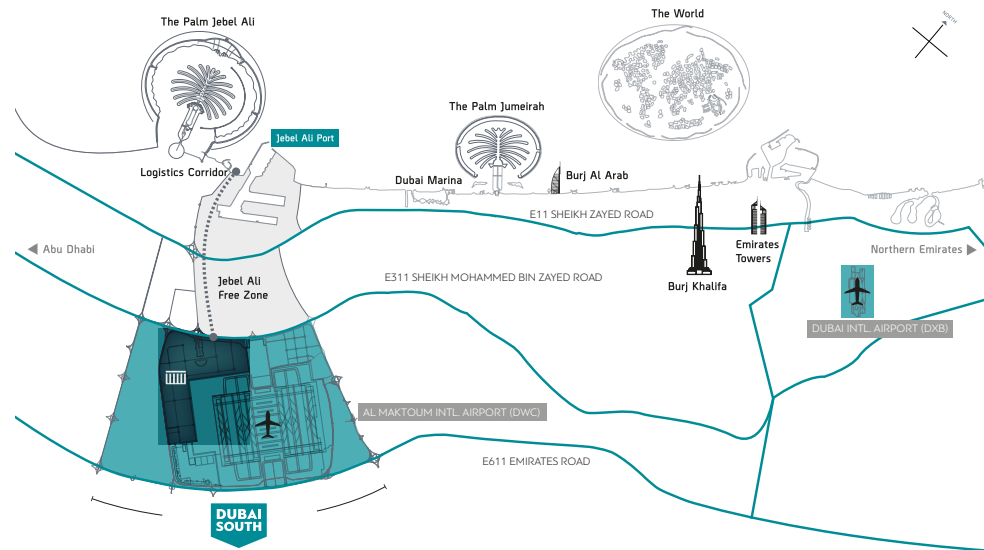 The Palm Jebel Ali
The World
NORTH
The Palm Jumeirah
Jebel Ali Port
Logistics Corridor
Dubai Marina
Burj Al Arab
E11 SHEIKH ZAYED ROAD
Abu Dhabi
Emirates
Towers
Northern Emirates
Jebel Ali
Free Zone
E311 SHEIKH MOHAMMED BIN ZAYED ROAD
Burj Khalifa
DUBAI INTL. AIRPORT (DXB)
AL MAKTOUM INTL. AIRPORT (DWC)
E611 EMIRATES ROAD
DUBAI
SOUTH